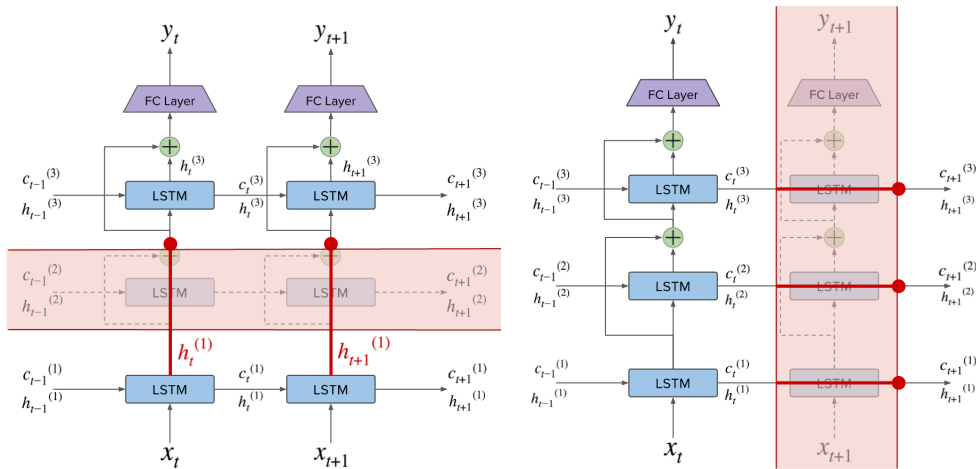 y_t
y_{t+1}
FC Layer
FC Layer
+
+
h_t^{(3)}
h_{t+1}^{(3)}
c_{t-1}^{(3)}
h_{t-1}^{(3)}
LSTM
c_t^{(3)}
h_t^{(3)}
LSTM
c_{t+1}^{(3)}
h_{t+1}^{(3)}
+
+
c_{t-1}^{(2)}
h_{t-1}^{(2)}
LSTM
LSTM
c_{t+1}^{(2)}
h_{t+1}^{(2)}
h_t^{(1)}
h_{t+1}^{(1)}
c_{t-1}^{(1)}
h_{t-1}^{(1)}
LSTM
c_t^{(1)}
h_t^{(1)}
LSTM
c_{t+1}^{(1)}
h_{t+1}^{(1)}
x_t
x_{t+1}
y_t
y_{t+1}
FC Layer
FC Layer
+
+
c_{t-1}^{(3)}
h_{t-1}^{(3)}
LSTM
c_t^{(3)}
h_t^{(3)}
LSTM
c_{t+1}^{(3)}
h_{t+1}^{(3)}
+
+
c_{t-1}^{(2)}
h_{t-1}^{(2)}
LSTM
c_t^{(2)}
h_t^{(2)}
LSTM
c_{t+1}^{(2)}
h_{t+1}^{(2)}
c_{t-1}^{(1)}
h_{t-1}^{(1)}
LSTM
c_t^{(1)}
h_t^{(1)}
LSTM
c_{t+1}^{(1)}
h_{t+1}^{(1)}
x_t
x_{t+1}